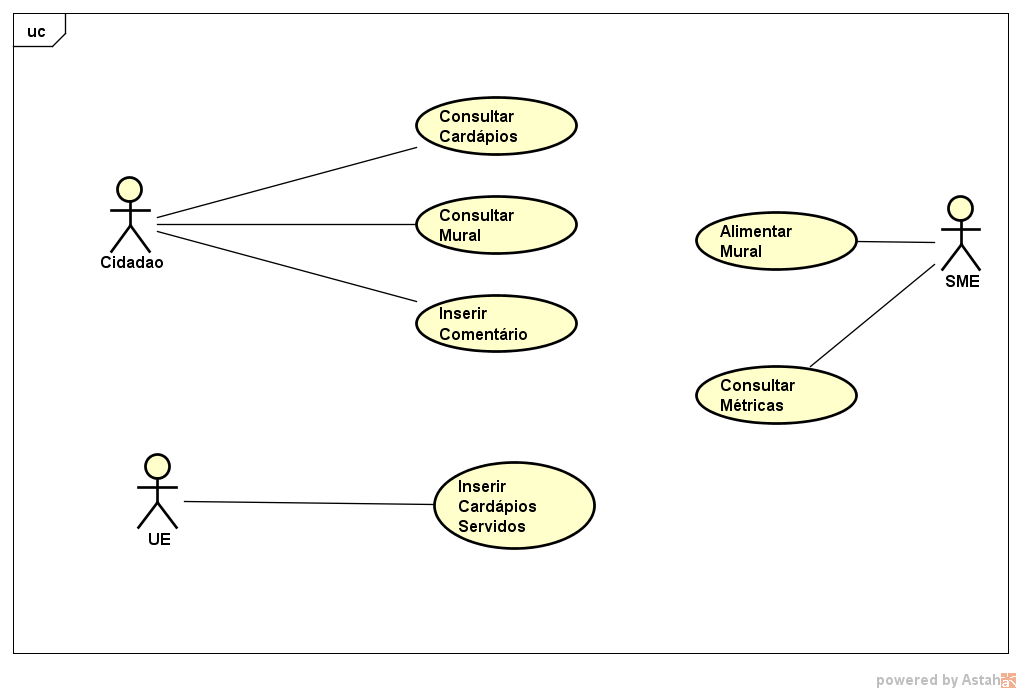 uc
Consultar
Cardápios
Consultar
Mural
Inserir
Comentário
Cidadao
Alimentar
Mural
SME
Consultar
Métricas
UE
Inserir
Cardápios
Servidos
powered by Astah